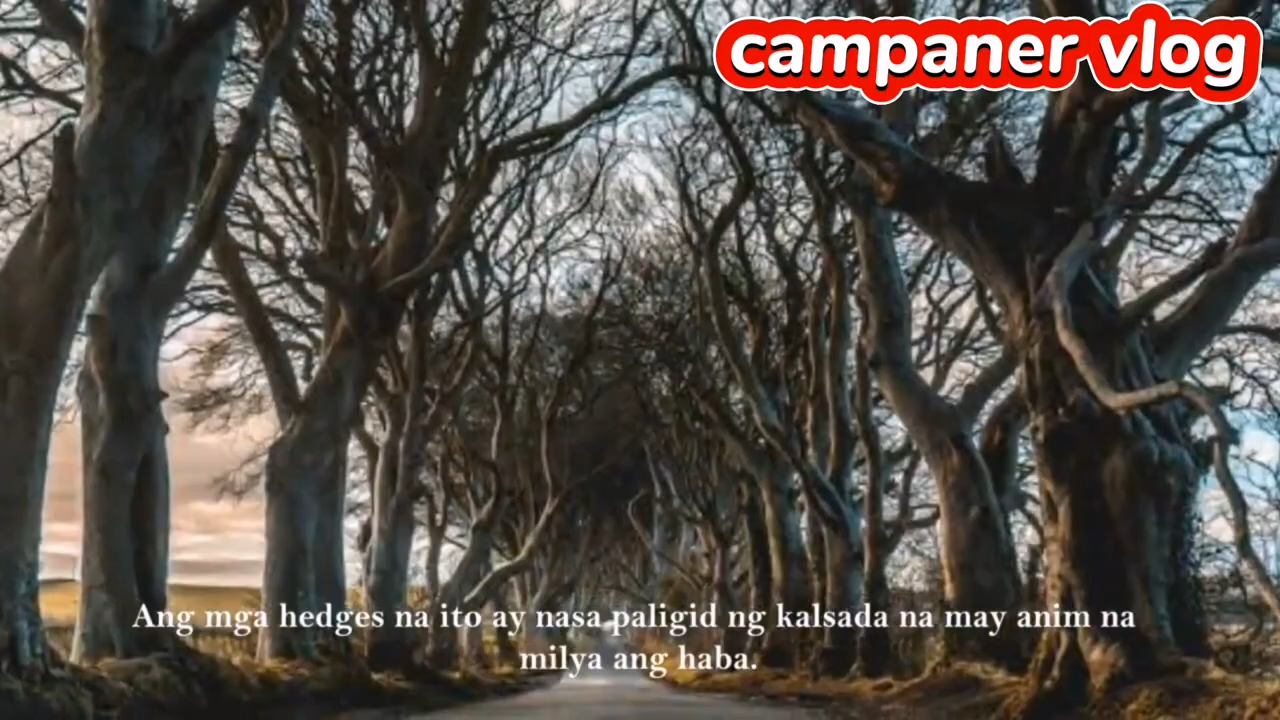 campaner vlog
Ang mga hedges na ito ay nasa paligid ng kalsada na may anim na
milya ang haba.